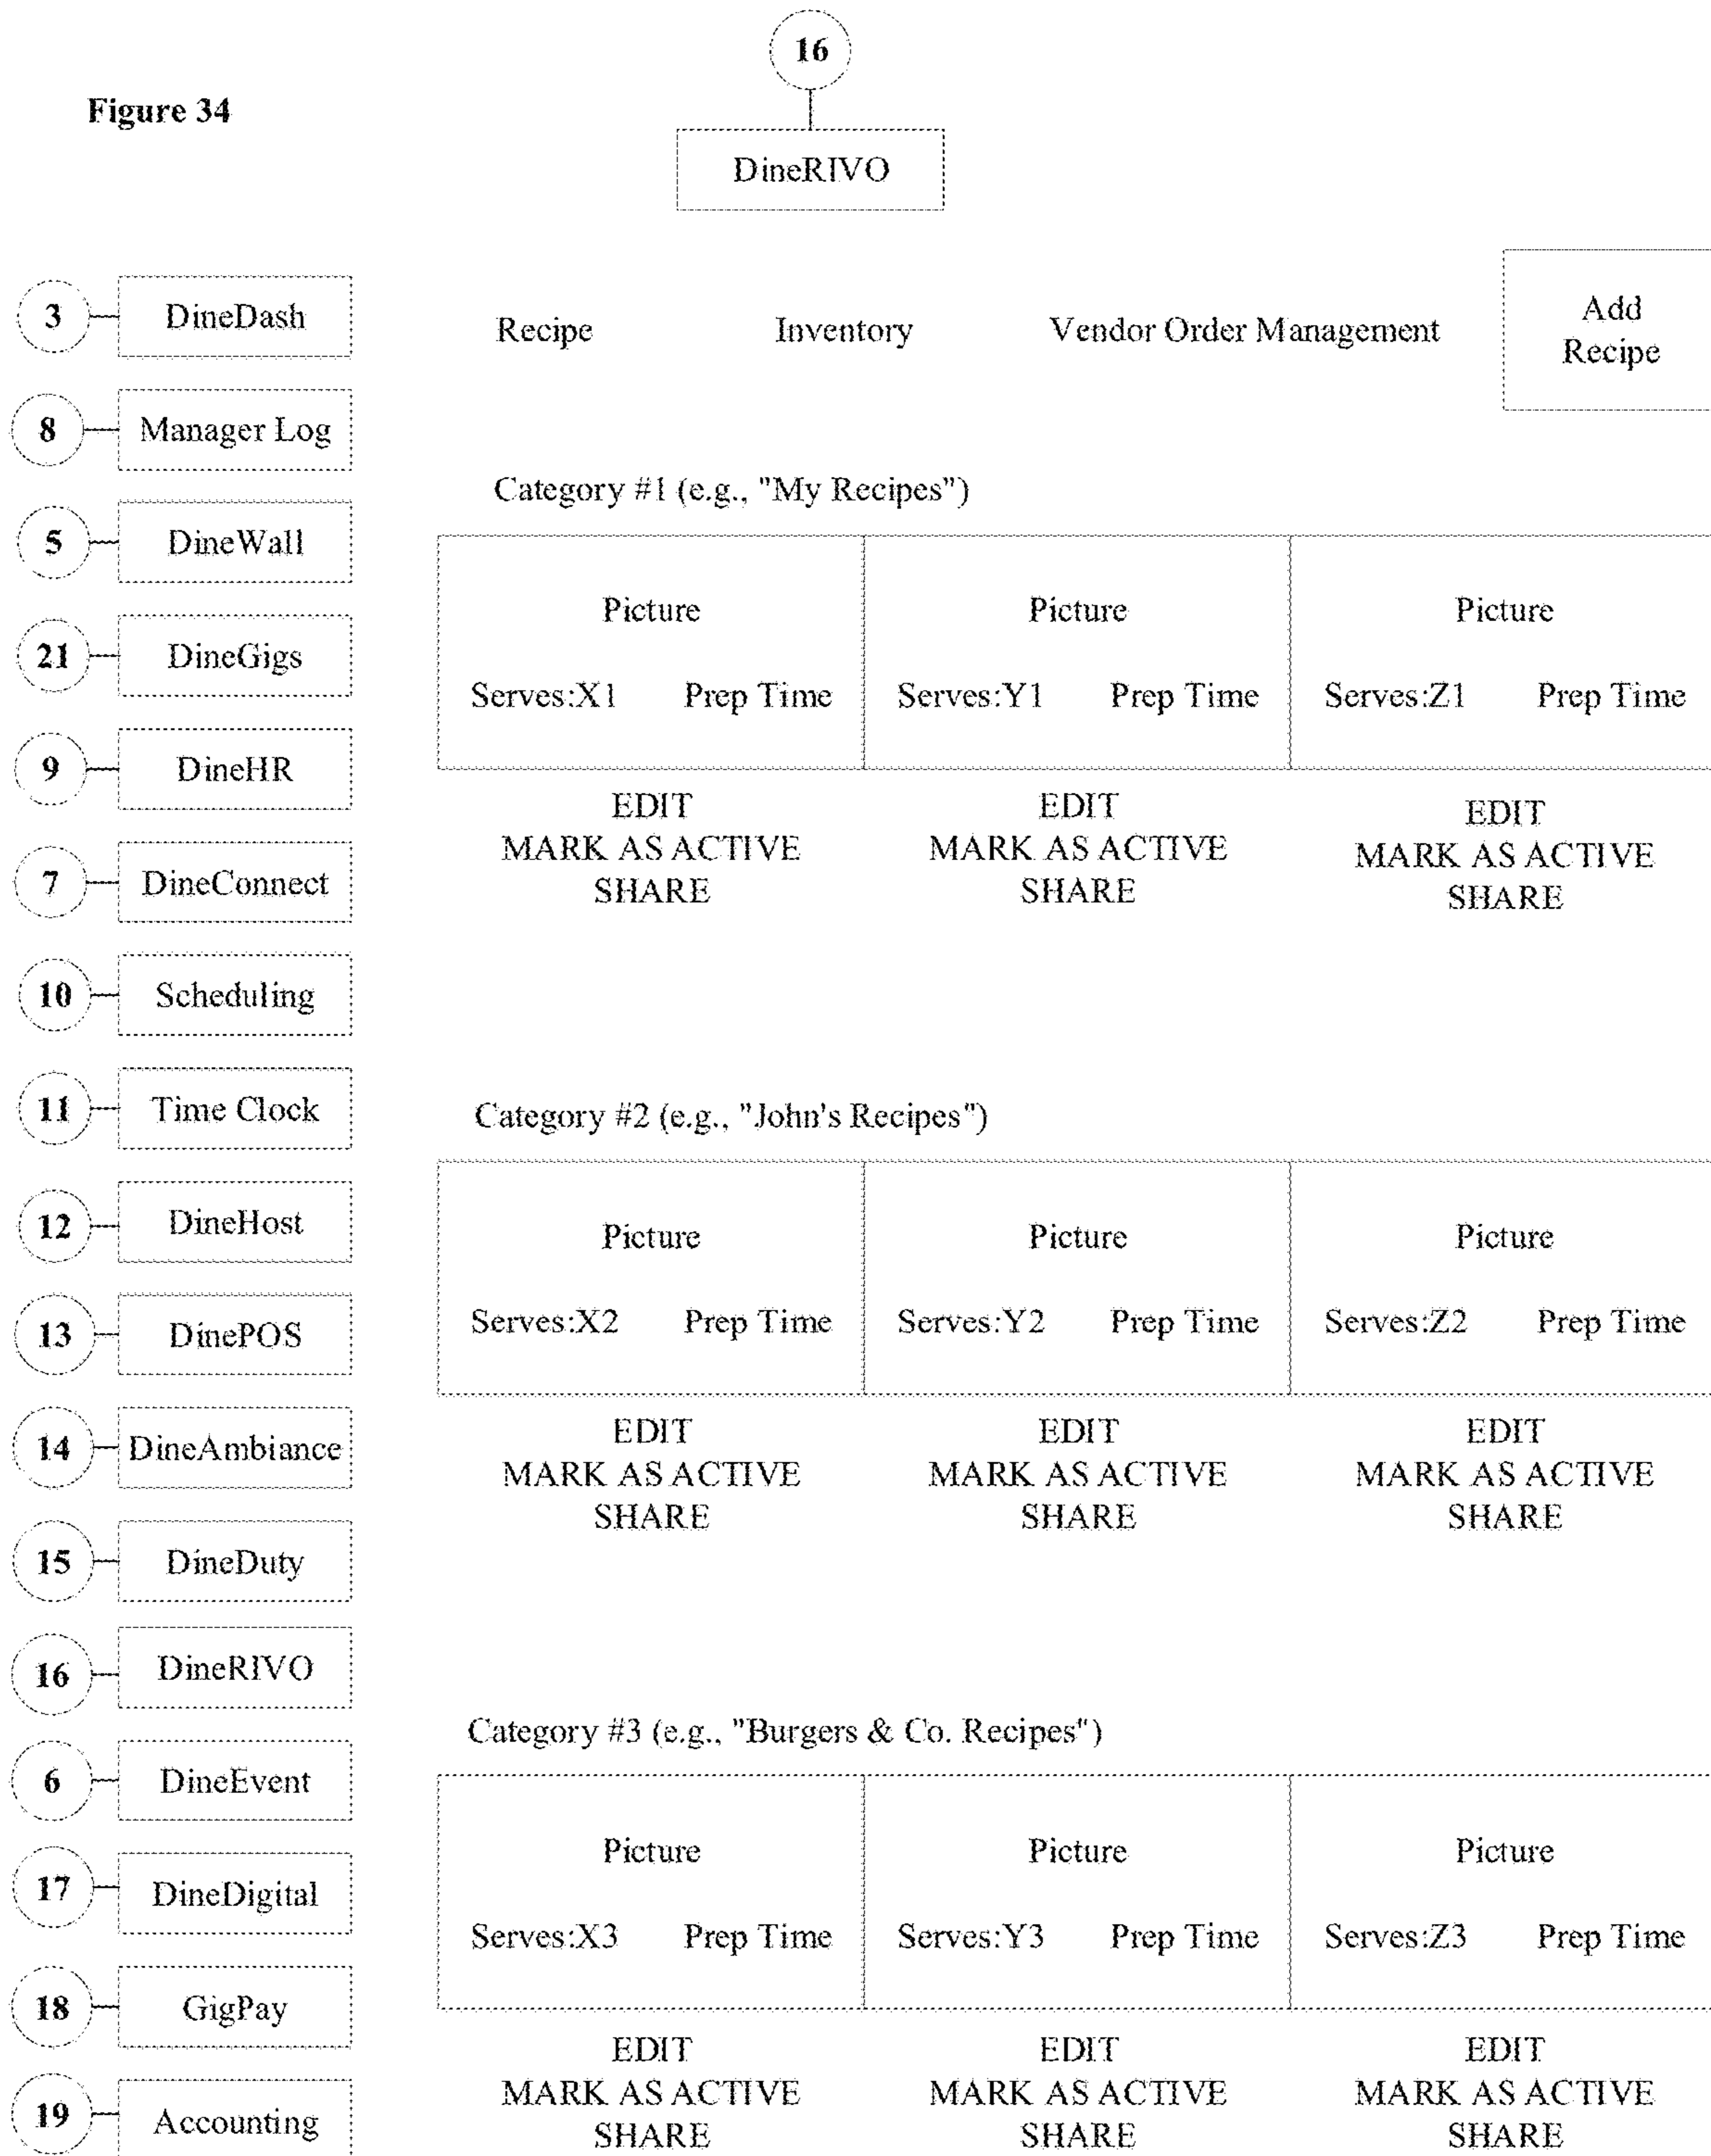 16
Figure 34
DineRIVO
3 DineDash
Recipe Inventory Vendor Order Management
Add
Recipe
8 Manager Log
5 DineWall
21 DineGigs
9 DineHR
7 DineConnect
10 Scheduling
11 Time Clock
12 DineHost
13 DinePOS
14 DineAmbiance
15 DineDuty
16 DineRIVO
6 DineEvent
17 DineDigital
18 GigPay
19 Accounting
Category #1 (e.g., "My Recipes")
Picture Picture Picture
Serves:X1 Prep Time Serves:Y1 Prep Time Serves:Z1 Prep Time
EDIT EDIT EDIT
MARK AS ACTIVE MARK AS ACTIVE MARK AS ACTIVE
SHARE SHARE SHARE
Category #2 (e.g., "John's Recipes")
Picture Picture Picture
Serves:X2 Prep Time Serves:Y2 Prep Time Serves:Z2 Prep Time
EDIT EDIT EDIT
MARK AS ACTIVE MARK AS ACTIVE MARK AS ACTIVE
SHARE SHARE SHARE
Category #3 (e.g., "Burgers & Co. Recipes")
Picture Picture Picture
Serves:X3 Prep Time Serves:Y3 Prep Time Serves:Z3 Prep Time
EDIT EDIT EDIT
MARK AS ACTIVE MARK AS ACTIVE MARK AS ACTIVE
SHARE SHARE SHARE